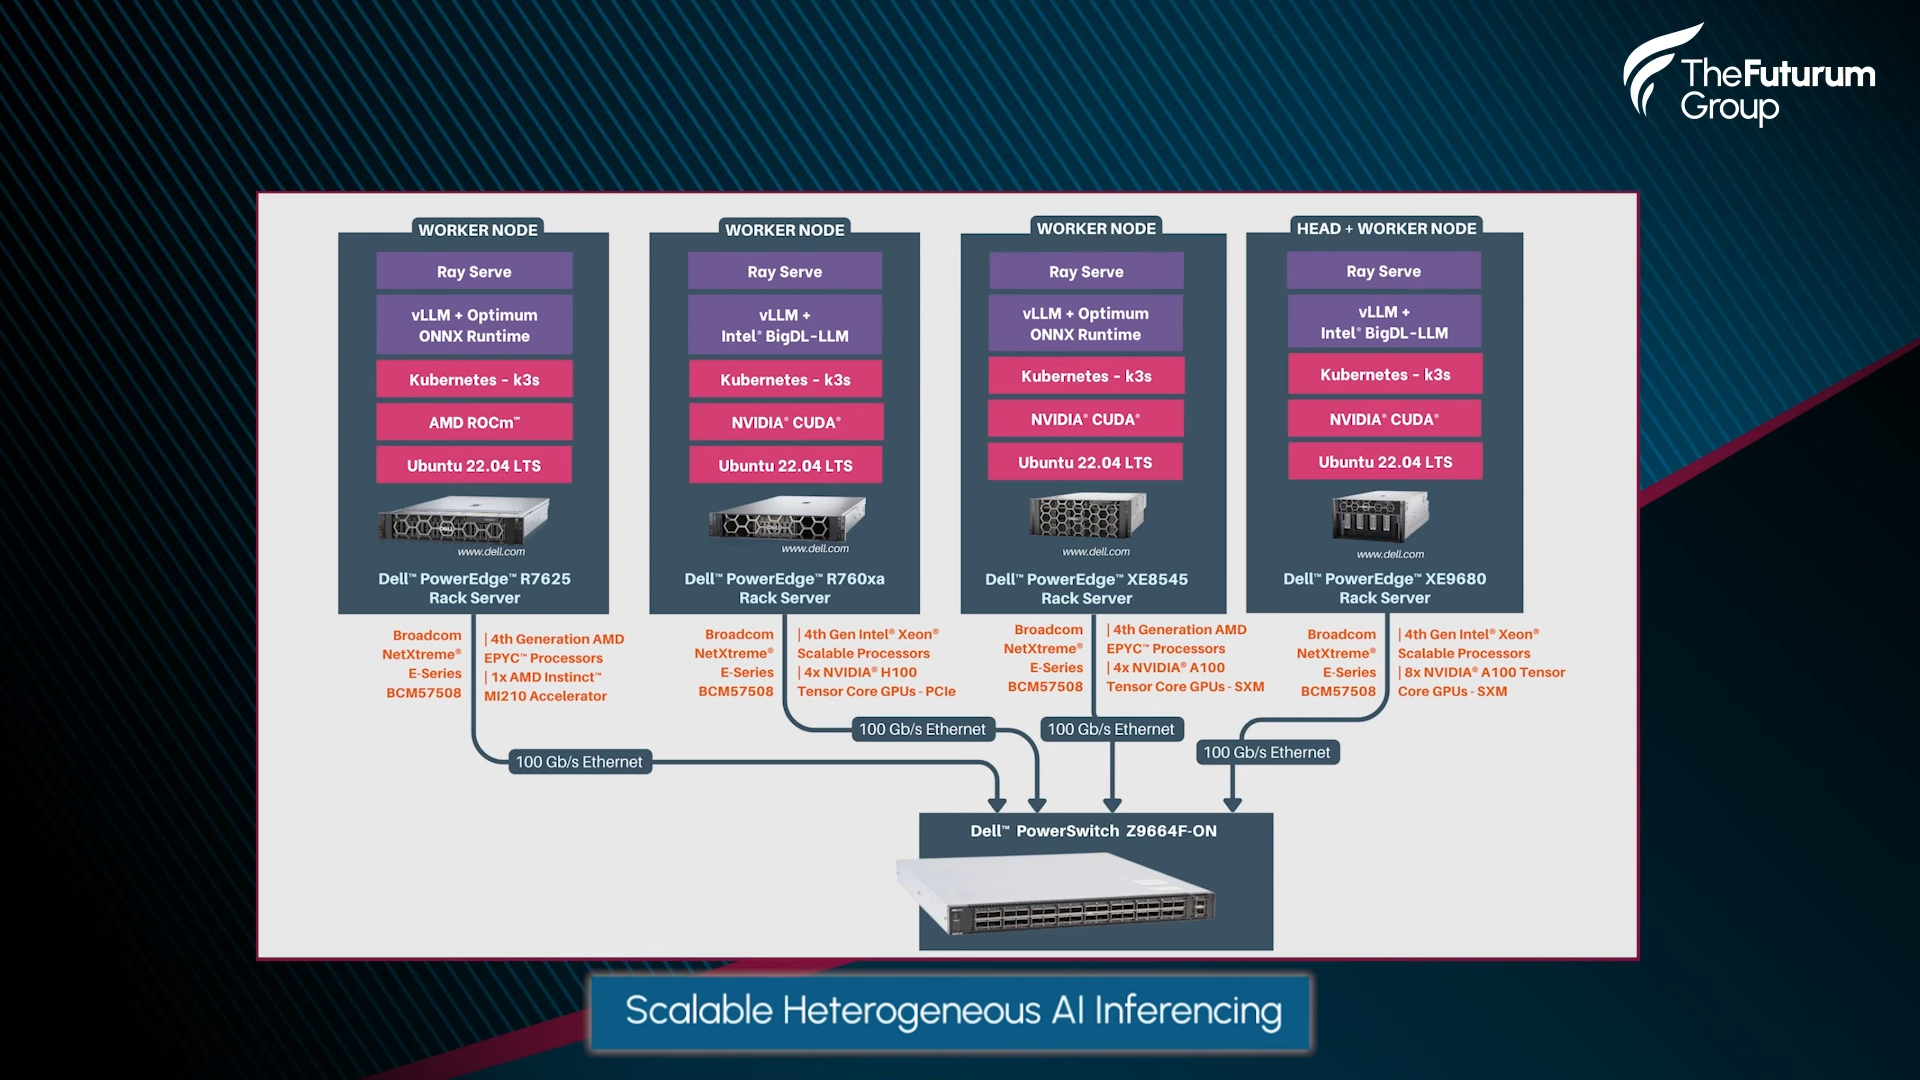 TheFuturum
Group
WORKER NODE
Ray Serve
vLLM + Optimum
ONNX Runtime
Kubernetes - k3s
AMD ROCm™
Ubuntu 22.04 LTS
www.dell.com
Dell™ PowerEdge™ R7625
Rack Server
Broadcom
NetXtreme®
E-Series
BCM57508
| 4th Generation AMD
EPYC™ Processors
| 1x AMD Instinct™
MI210 Accelerator
100 Gb/s Ethernet
WORKER NODE
Ray Serve
vLLM +
Intel® BigDL-LLM
Kubernetes - k3s
NVIDIA® CUDA®
Ubuntu 22.04 LTS
www.dell.com
Dell™ PowerEdge™ R760xa
Rack Server
Broadcom
NetXtreme®
E-Series
BCM57508
| 4th Gen Intel® Xeon®
Scalable Processors
| 4x NVIDIA® H100
Tensor Core GPUs - PCIe
100 Gb/s Ethernet
WORKER NODE
Ray Serve
vLLM + Optimum
ONNX Runtime
Kubernetes - k3s
NVIDIA® CUDA®
Ubuntu 22.04 LTS
www.dell.com
Dell™ PowerEdge™ XE8545
Rack Server
Broadcom
NetXtreme®
E-Series
BCM57508
| 4th Generation AMD
EPYC™ Processors
| 4x NVIDIA® A100
Tensor Core GPUs - SXM
100 Gb/s Ethernet
HEAD + WORKER NODE
Ray Serve
vLLM +
Intel® BigDL-LLM
Kubernetes - k3s
NVIDIA® CUDA®
Ubuntu 22.04 LTS
www.dell.com
Dell™ PowerEdge™ XE9680
Rack Server
Broadcom
NetXtreme®
E-Series
BCM57508
| 4th Gen Intel® Xeon®
Scalable Processors
| 8x NVIDIA® A100 Tensor
Core GPUs - SXM
100 Gb/s Ethernet
Dell™ PowerSwitch Z9664F-ON
Scalable Heterogeneous AI Inferencing